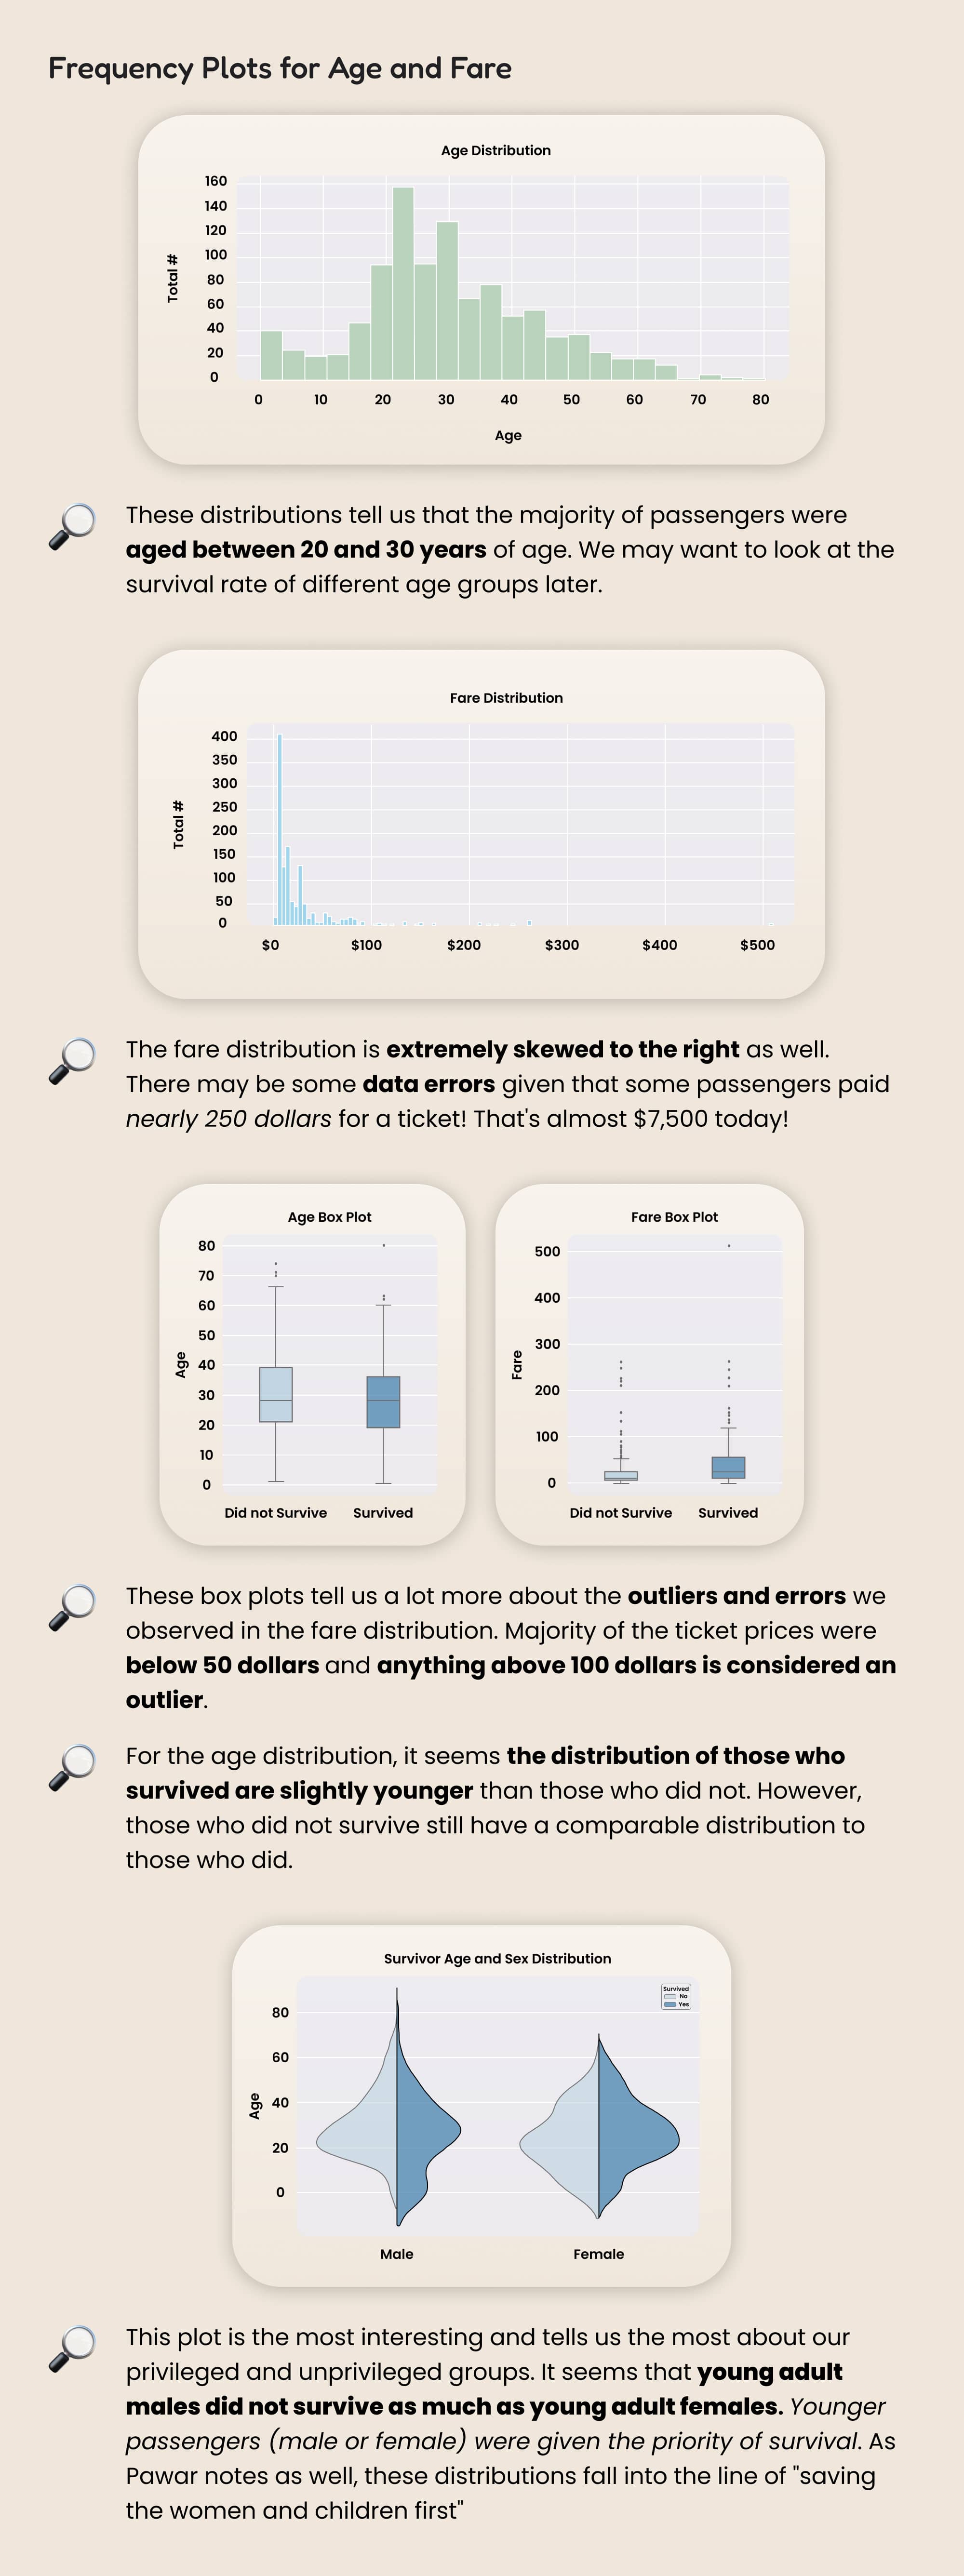 Frequency Plots for Age and Fare
Age Distribution
160
140
120
100
80
60
40
20
0
Total #
0 10 20 30 40 50 60 70 80
Age
These distributions tell us that the majority of passengers were
aged between 20 and 30 years of age. We may want to look at the
survival rate of different age groups later.
Fare Distribution
400
350
300
250
200
150
100
50
0
Total #
$0 $100 $200 $300 $400 $500
The fare distribution is extremely skewed to the right as well.
There may be some data errors given that some passengers paid
nearly 250 dollars for a ticket! That's almost $7,500 today!
Age Box Plot
80
70
60
50
40
30
20
10
0
Age
Did not Survive Survived
Fare Box Plot
500
400
300
200
100
0
Fare
Did not Survive Survived
These box plots tell us a lot more about the outliers and errors we
observed in the fare distribution. Majority of the ticket prices were
below 50 dollars and anything above 100 dollars is considered an
outlier.
For the age distribution, it seems the distribution of those who
survived are slightly younger than those who did not. However,
those who did not survive still have a comparable distribution to
those who did.
Survivor Age and Sex Distribution
Survived
No
Yes
80
60
40
20
0
Age
Male Female
This plot is the most interesting and tells us the most about our
privileged and unprivileged groups. It seems that young adult
males did not survive as much as young adult females. Younger
passengers (male or female) were given the priority of survival. As
Pawar notes as well, these distributions fall into the line of "saving
the women and children first"